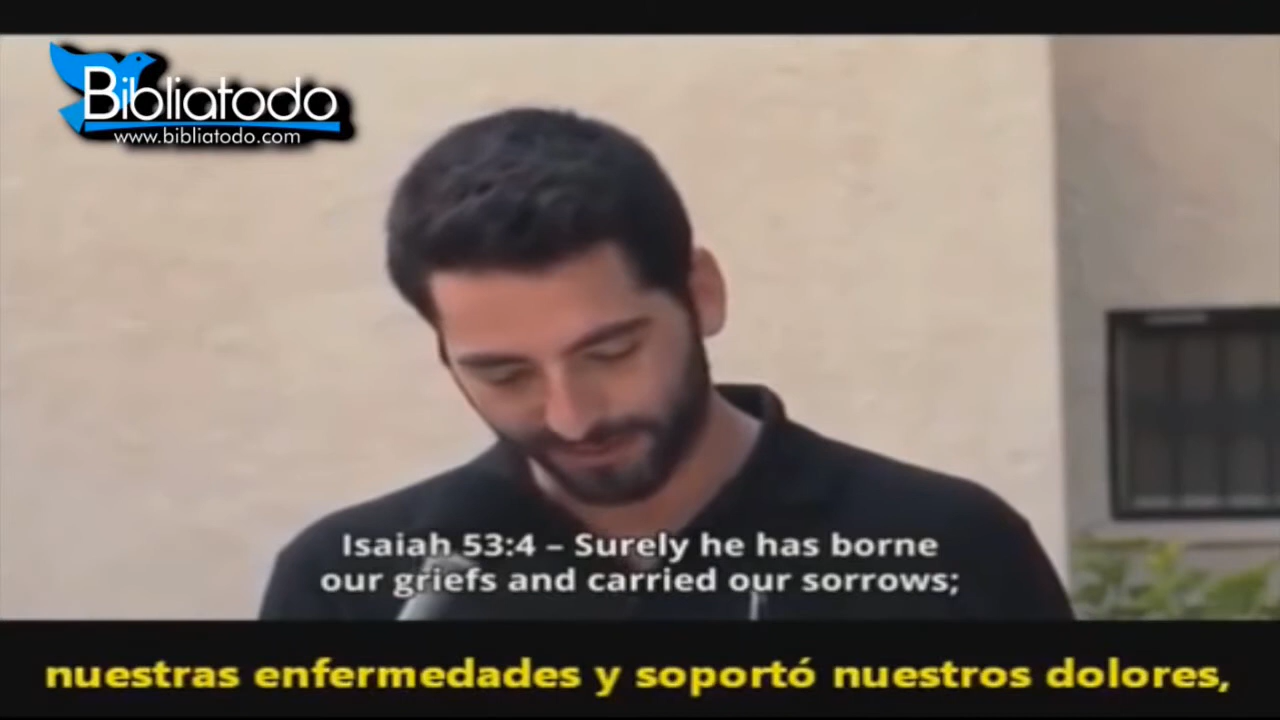 Bibliatodo
www.bibliatodo.com
Isaiah 53:4 – Surely he has borne
our griefs and carried our sorrows;
nuestras enfermedades y soportó nuestros dolores,